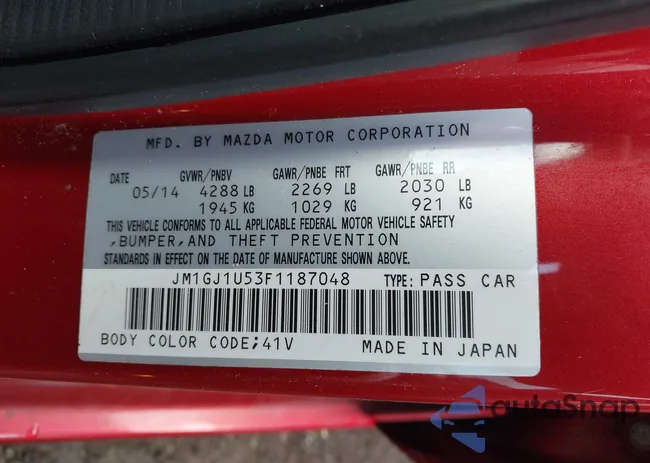 MFD. BY MAZDA MOTOR CORPORATION
DATE GVWR/PNBV GAWR/PNBE FRT GAWR/PNBE RR
05/14 4288 LB 2269 LB 2030 LB
1945 KG 1029 KG 921 KG
THIS VEHICLE CONFORMS TO ALL APPLICABLE FEDERAL MOTOR VEHICLE SAFETY
,BUMPER,AND THEFT PREVENTION
STANDARDS IN EFFECT ON THE DATE OF MANUFACTURE SHOWN ABOVE.
JM1GJ1U53F1187048 TYPE: PASS CAR
BODY COLOR CODE;41V MADE IN JAPAN
autoSnap